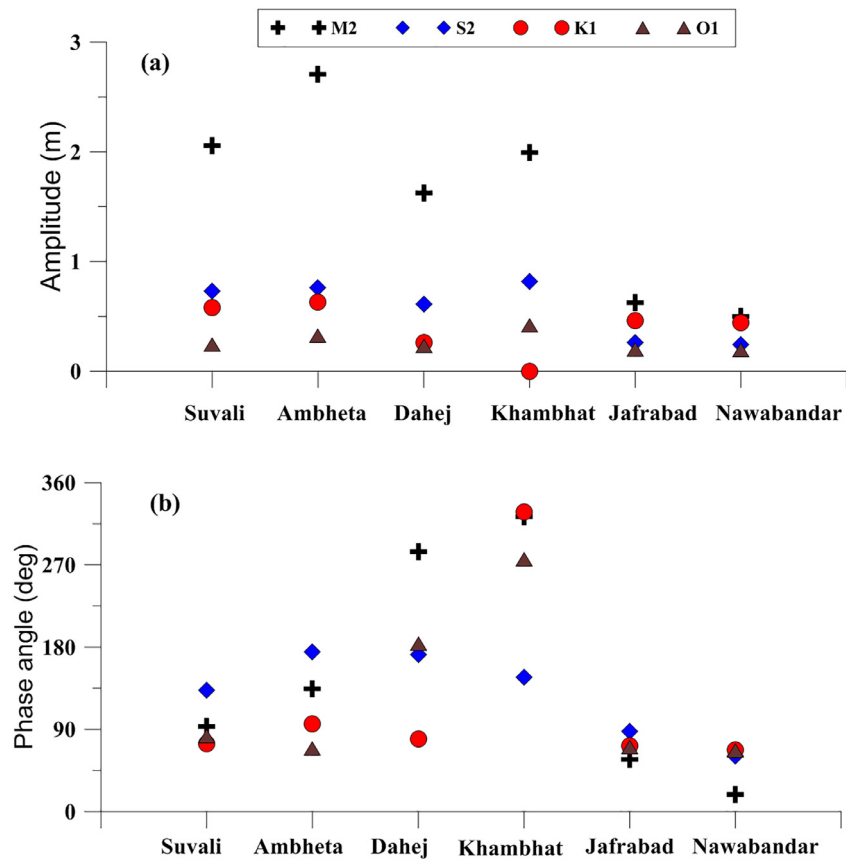 M2 S2 K1 O1
(a)
Amplitude (m)
3
2
1
0
Suvali Ambheta Dahej Khambhat Jafrabad Nawabandar
(b)
Phase angle (deg)
360
270
180
90
0
Suvali Ambheta Dahej Khambhat Jafrabad Nawabandar